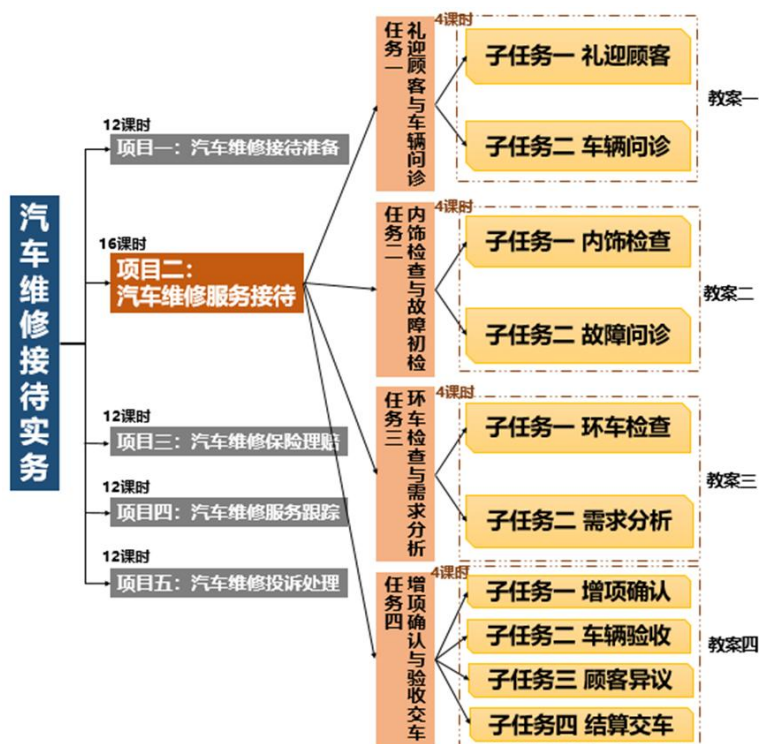 汽车维修接待实务
12课时
项目一：汽车维修接待准备
16课时
项目二：
汽车维修服务接待
12课时
项目三：汽车维修保险理赔
12课时
项目四：汽车维修服务跟踪
12课时
项目五：汽车维修投诉处理
任务一
礼迎顾客与车辆问诊
4课时
子任务一 礼迎顾客
子任务二 车辆问诊
教案一
任务二
内饰检查与故障初检
4课时
子任务一 内饰检查
子任务二 故障问诊
教案二
任务三
环车检查与需求分析
4课时
子任务一 环车检查
子任务二 需求分析
教案三
任务四
增项确认与验收交车
4课时
子任务一 增项确认
子任务二 车辆验收
子任务三 顾客异议
子任务四 结算交车
教案四